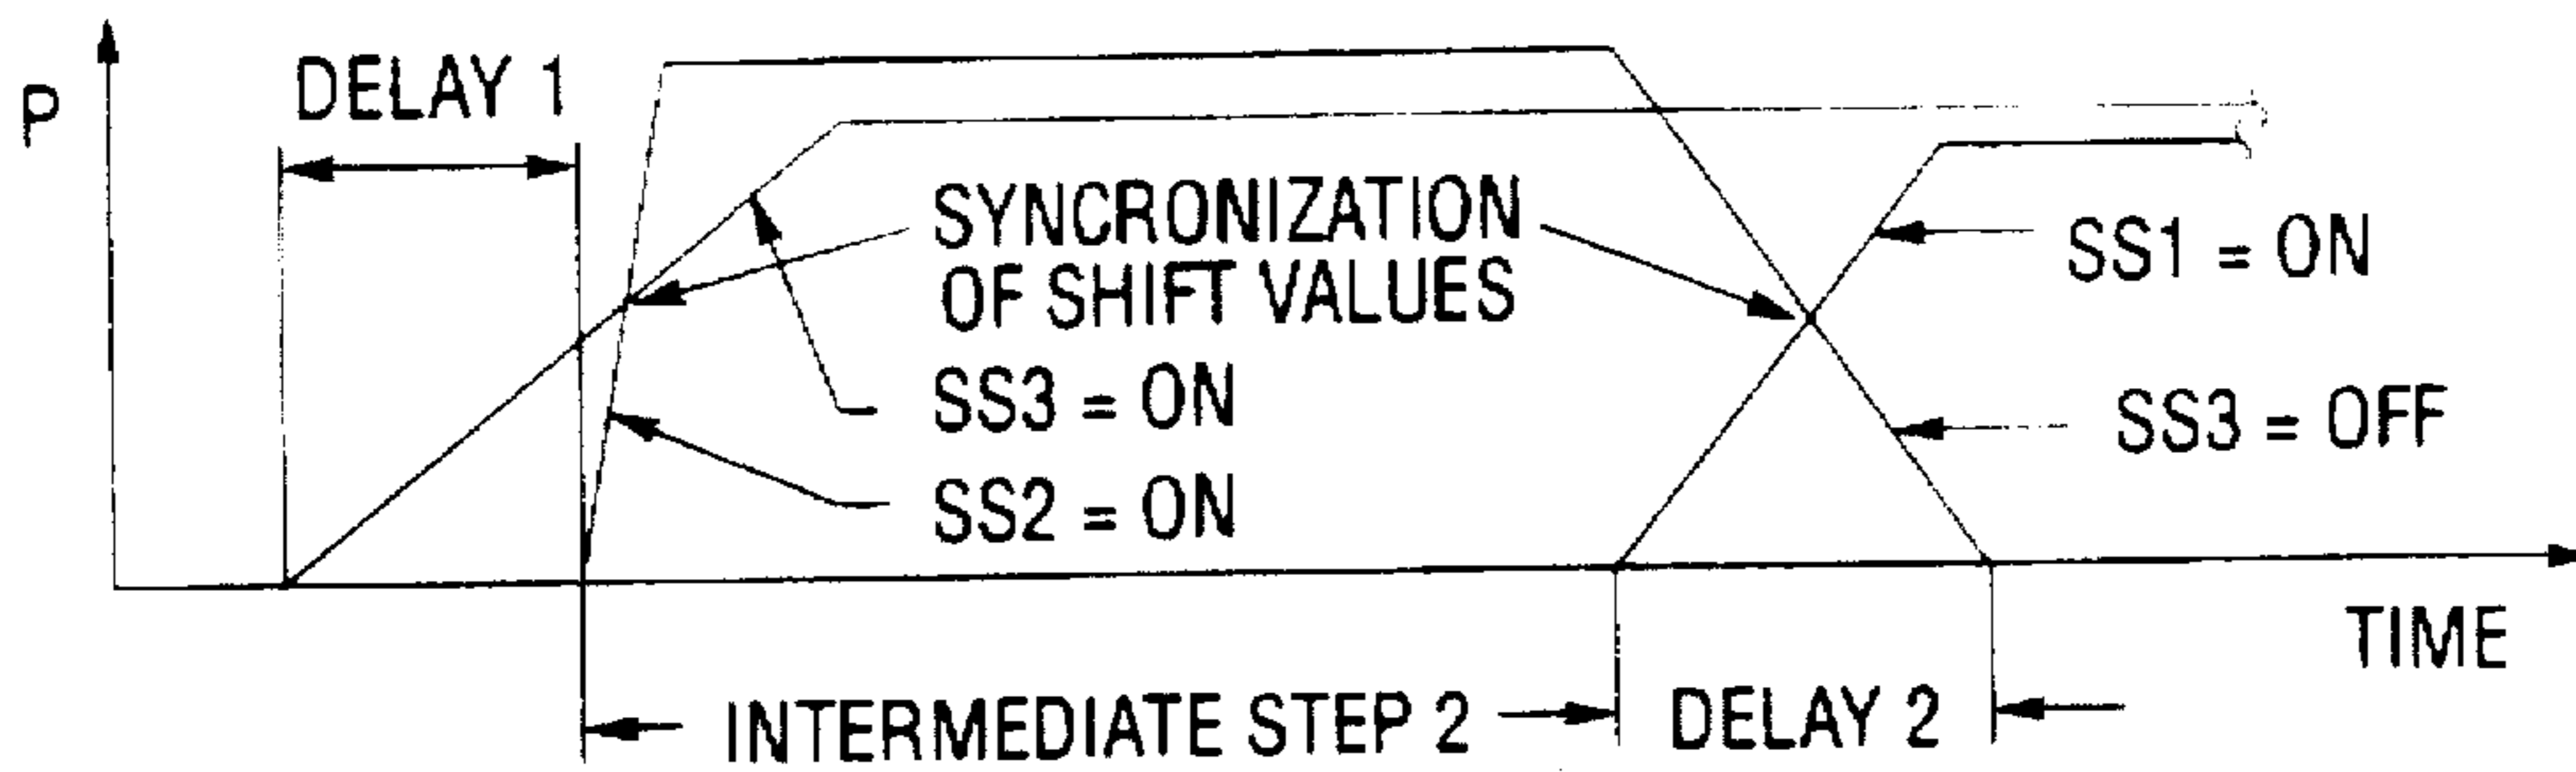 P
DELAY 1
SYNCRONIZATION
OF SHIFT VALUES
SS3 = ON
SS2 = ON
SS1 = ON
SS3 = OFF
TIME
INTERMEDIATE STEP 2
DELAY 2